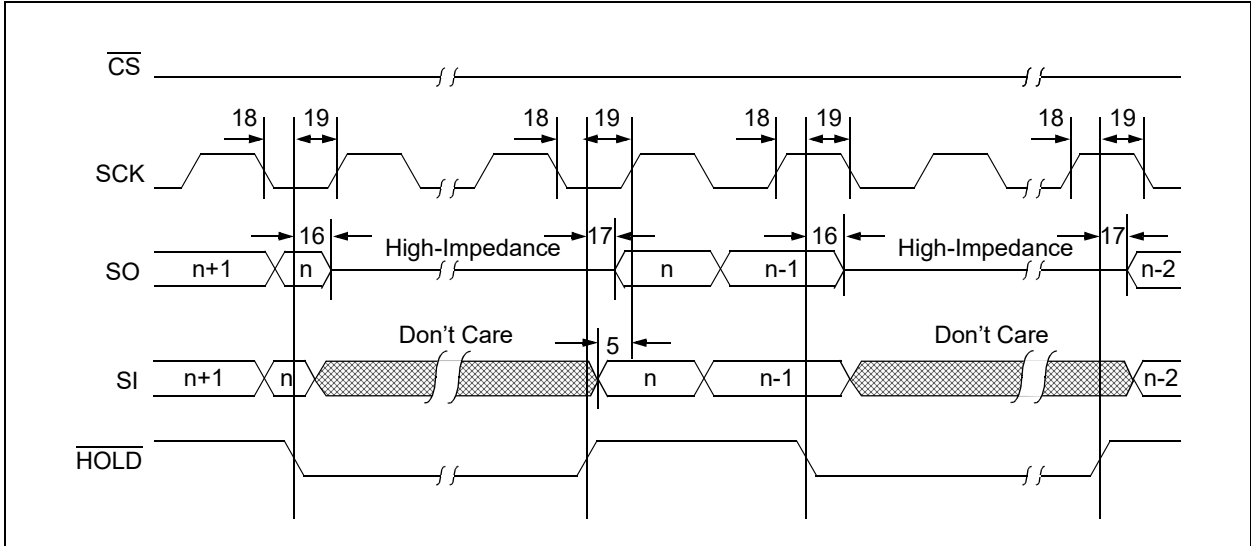 CS
18 19 18 19 18 19 18 19
SCK
16 High-Impedance 17 16 High-Impedance 17
SO n+1 n n n-1 n-2
Don't Care 5 Don't Care
SI n+1 n n n-1 n-2
HOLD